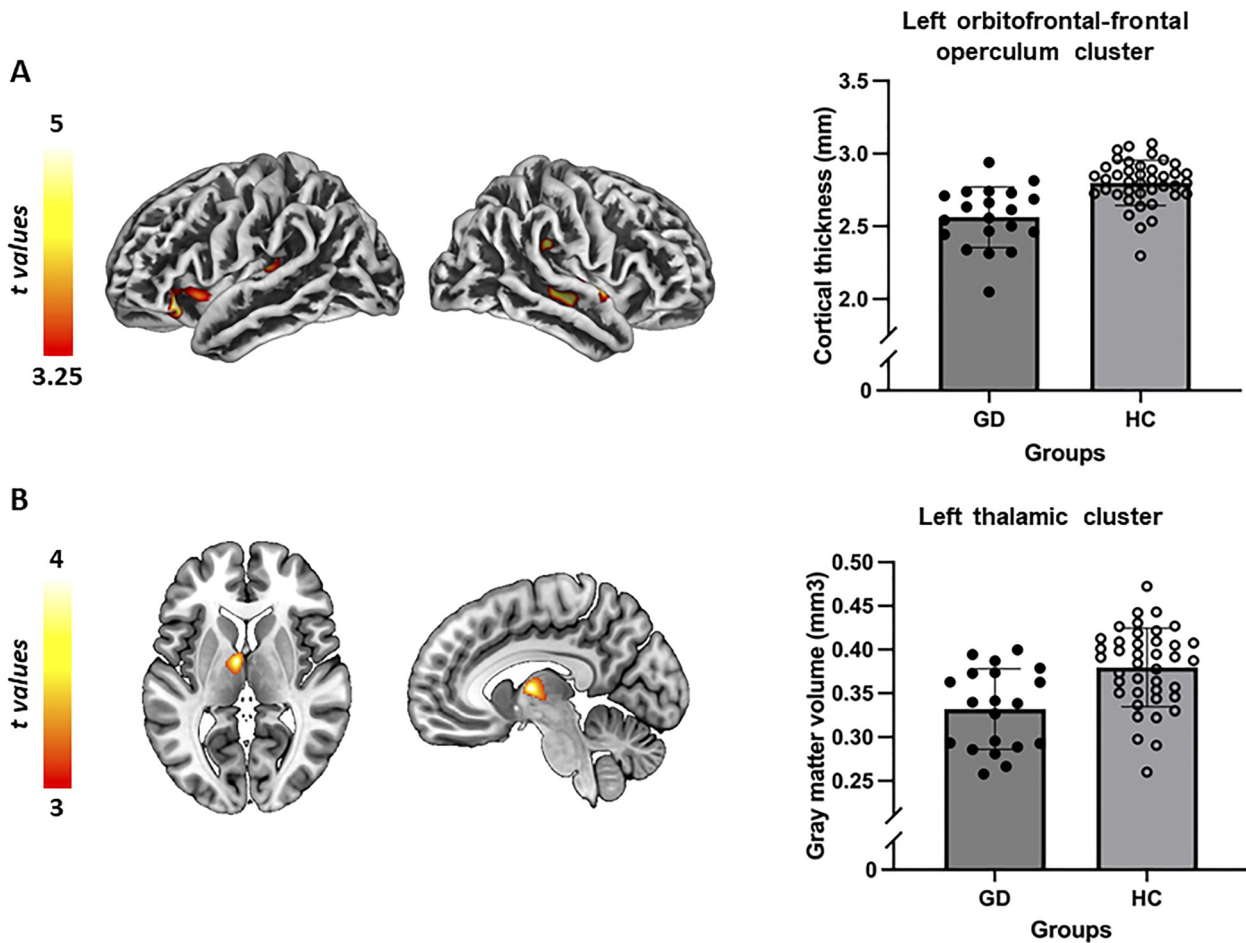 A
5
t values
3.25
Left orbitofrontal-frontal
operculum cluster
Cortical thickness (mm)
3.5
3.0
2.5
2.0
0
GD
HC
Groups
B
4
t values
3
Left thalamic cluster
Gray matter volume (mm3)
0.50
0.45
0.40
0.35
0.30
0.25
0
GD
HC
Groups